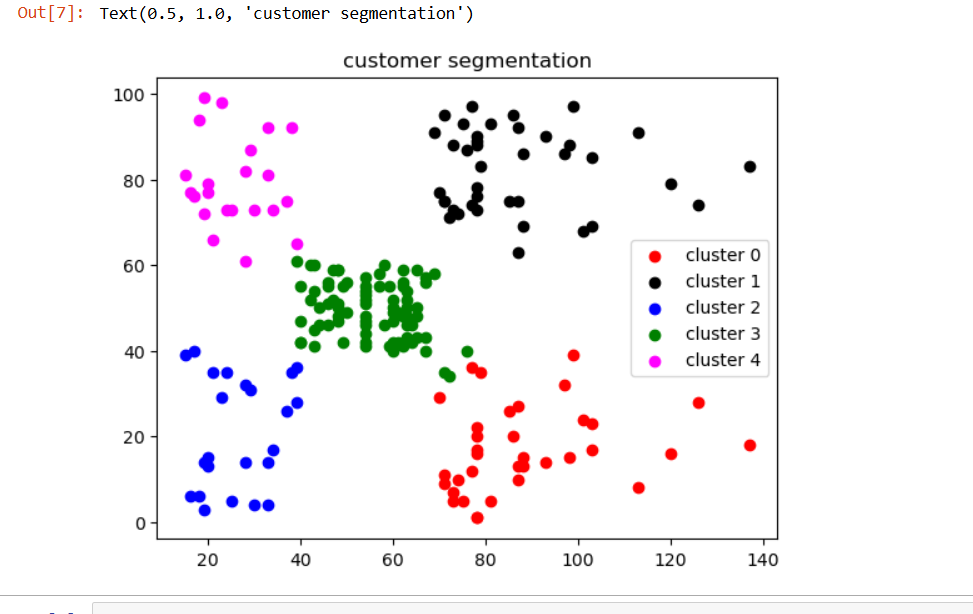 Out[7]: Text(0.5, 1.0, 'customer segmentation')
customer segmentation
100
80
60
40
20
0
cluster 0
cluster 1
cluster 2
cluster 3
cluster 4
20 40 60 80 100 120 140